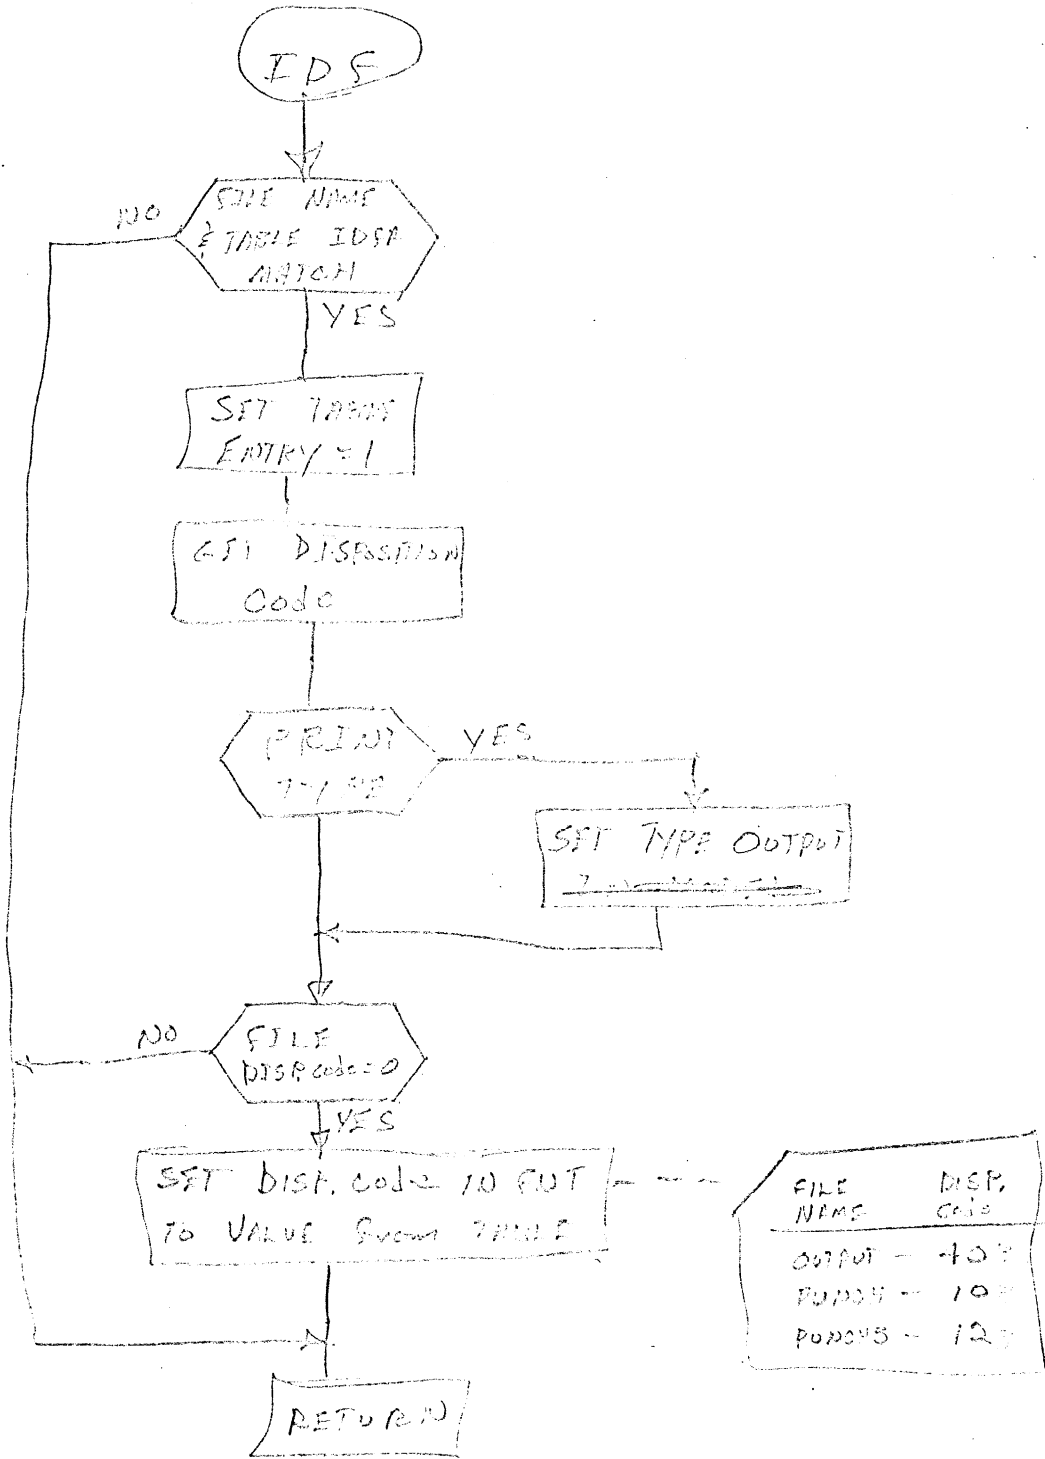 IDF
FILE NAME
& TABLE IDFA
MATCH
NO
YES
SET TABLE
ENTRY = 1
GET DISPOSITION
Code
PRINT
TYPE
YES
SET TYPE OUTPUT
FILE
DISP. code = 0
NO
YES
SET DISP. code IN FNT
TO VALUE from TABLE
FILE DISP.
NAME code
OUTPUT - 40
PUNCH - 10
PUNCHB - 12
RETURN